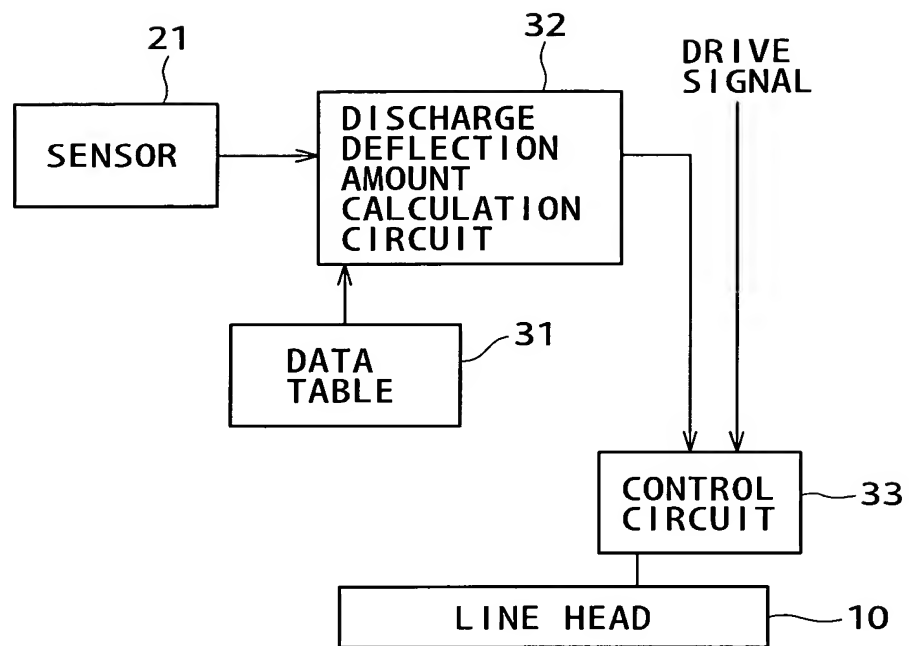 21
32
DRIVE
SIGNAL
SENSOR
DISCHARGE
DEFLECTION
AMOUNT
CALCULATION
CIRCUIT
31
DATA
TABLE
CONTROL
CIRCUIT
33
LINE HEAD
10